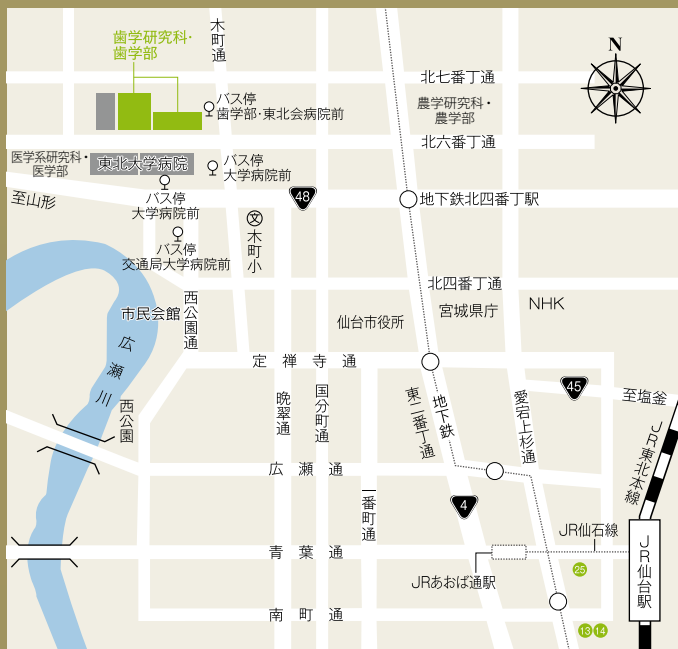 歯学研究科・
歯学部
木町通
N
北七番丁通
バス停
歯学部・東北会病院前
農学研究科・
農学部
北六番丁通
医学系研究科・
医学部
東北大学病院
バス停
大学病院前
至山形
バス停
大学病院前
48
地下鉄北四番丁駅
文
木町小
バス停
交通局大学病院前
北四番丁通
市民会館
西公園通
仙台市役所
宮城県庁
NHK
広瀬川
定禅寺通
45
至塩釜
西公園
晩翠通
国分町通
東二番丁通
地下鉄
愛宕上杉通
JR東北本線
広瀬通
一番町通
4
JR仙石線
青葉通
JRあおば通駅
25
JR仙台駅
南町通
13
14